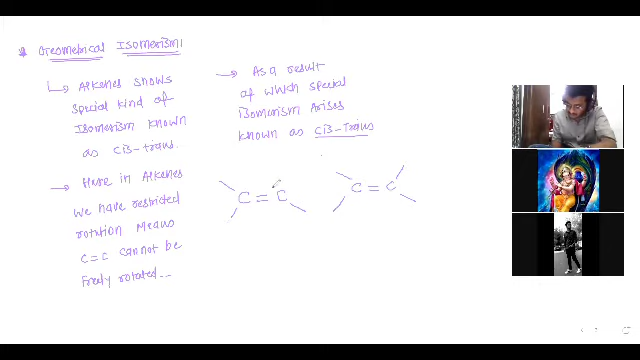 * Geometrical Isomerism
↳ Alkenes shows
special kind of
Isomerism known
as Cis-trans.
→ Here in Alkenes
We have restricted
rotation Means
C=C cannot be
Freely rotated...
→ As a result
of which special
isomerism Arises
known as Cis-Trans
C=C
C=C